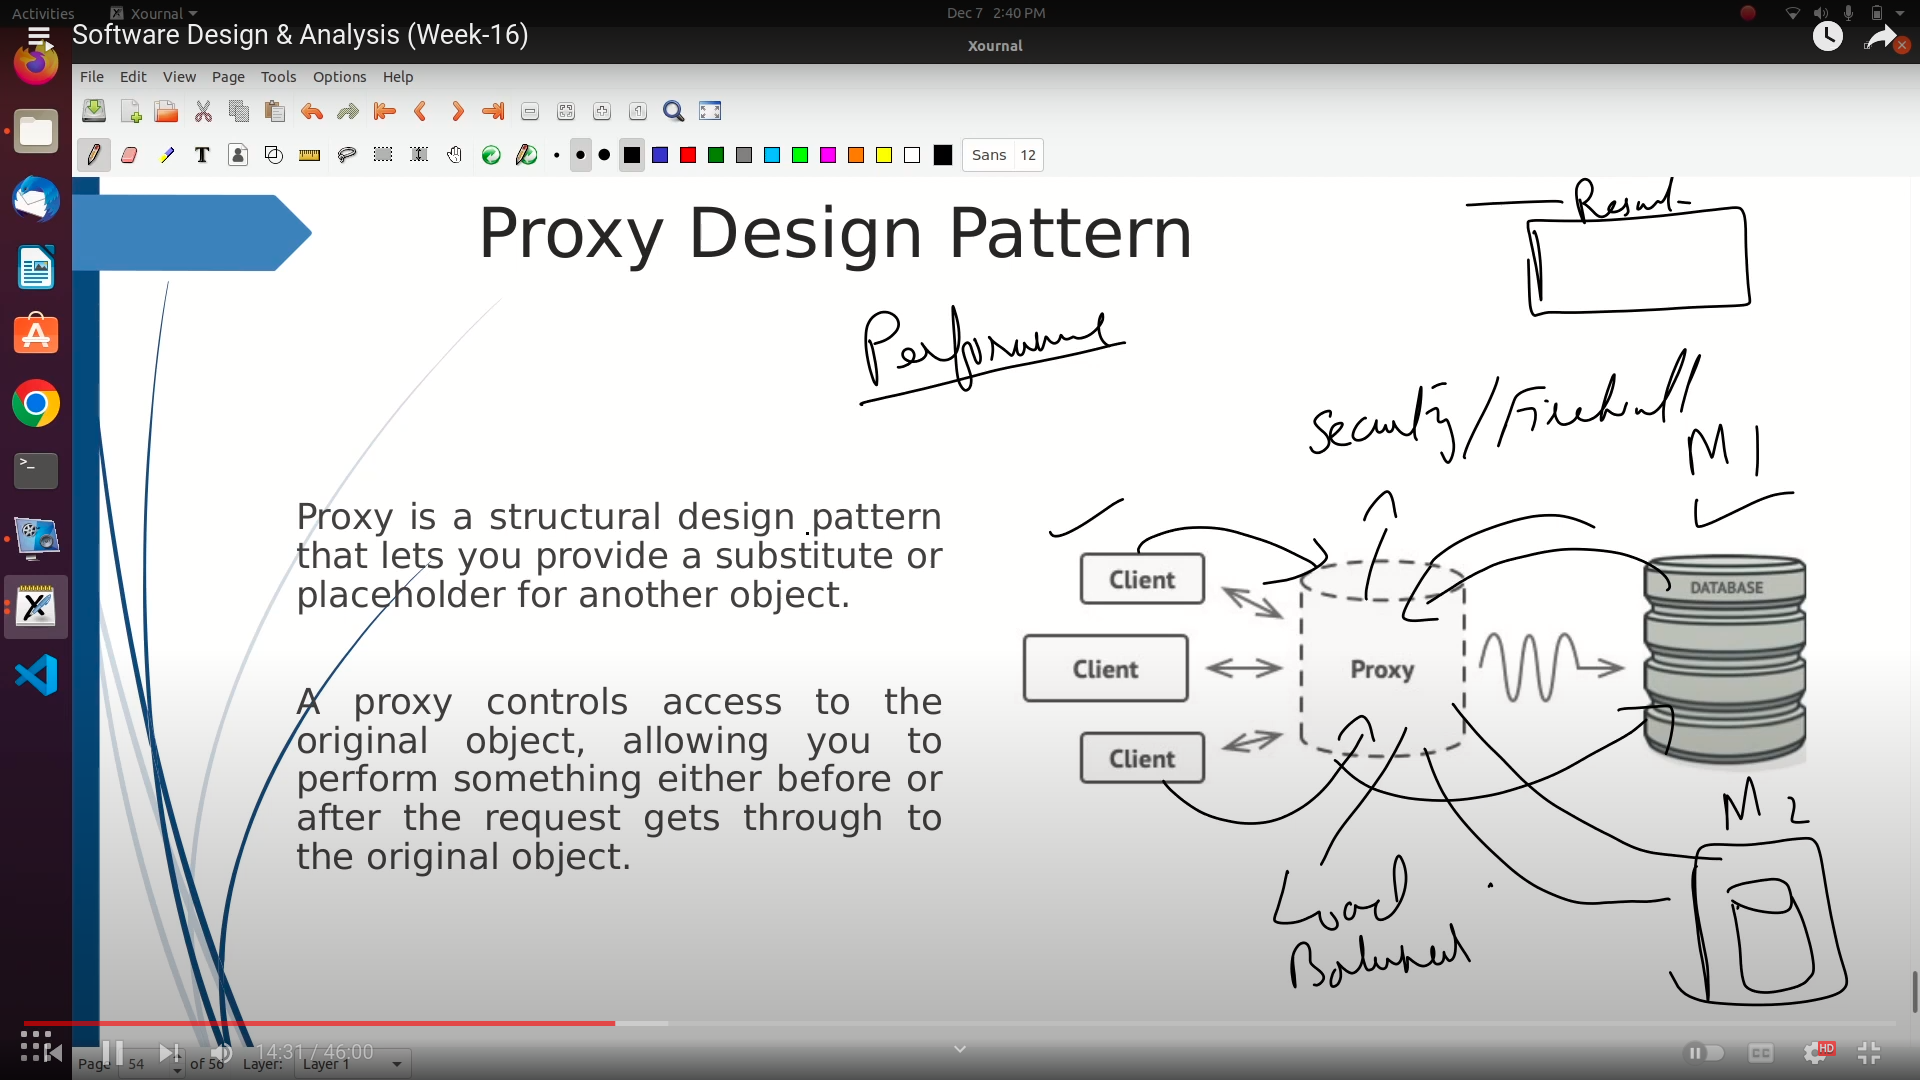 Activities
Xournal
Dec 7 2:40 PM
Software Design & Analysis (Week-16)
Xournal
File Edit View Page Tools Options Help
Sans 12
Proxy Design Pattern
Result
Performance
Security/Firewall
M1
Proxy is a structural design pattern
that lets you provide a substitute or
placeholder for another object.
A proxy controls access to the
original object, allowing you to
perform something either before or
after the request gets through to
the original object.
Client
Client
Client
Proxy
DATABASE
M2
Load
Balancer
14:31 / 46:00
Page 54 of 56 Layer: Layer 1
CC
HD